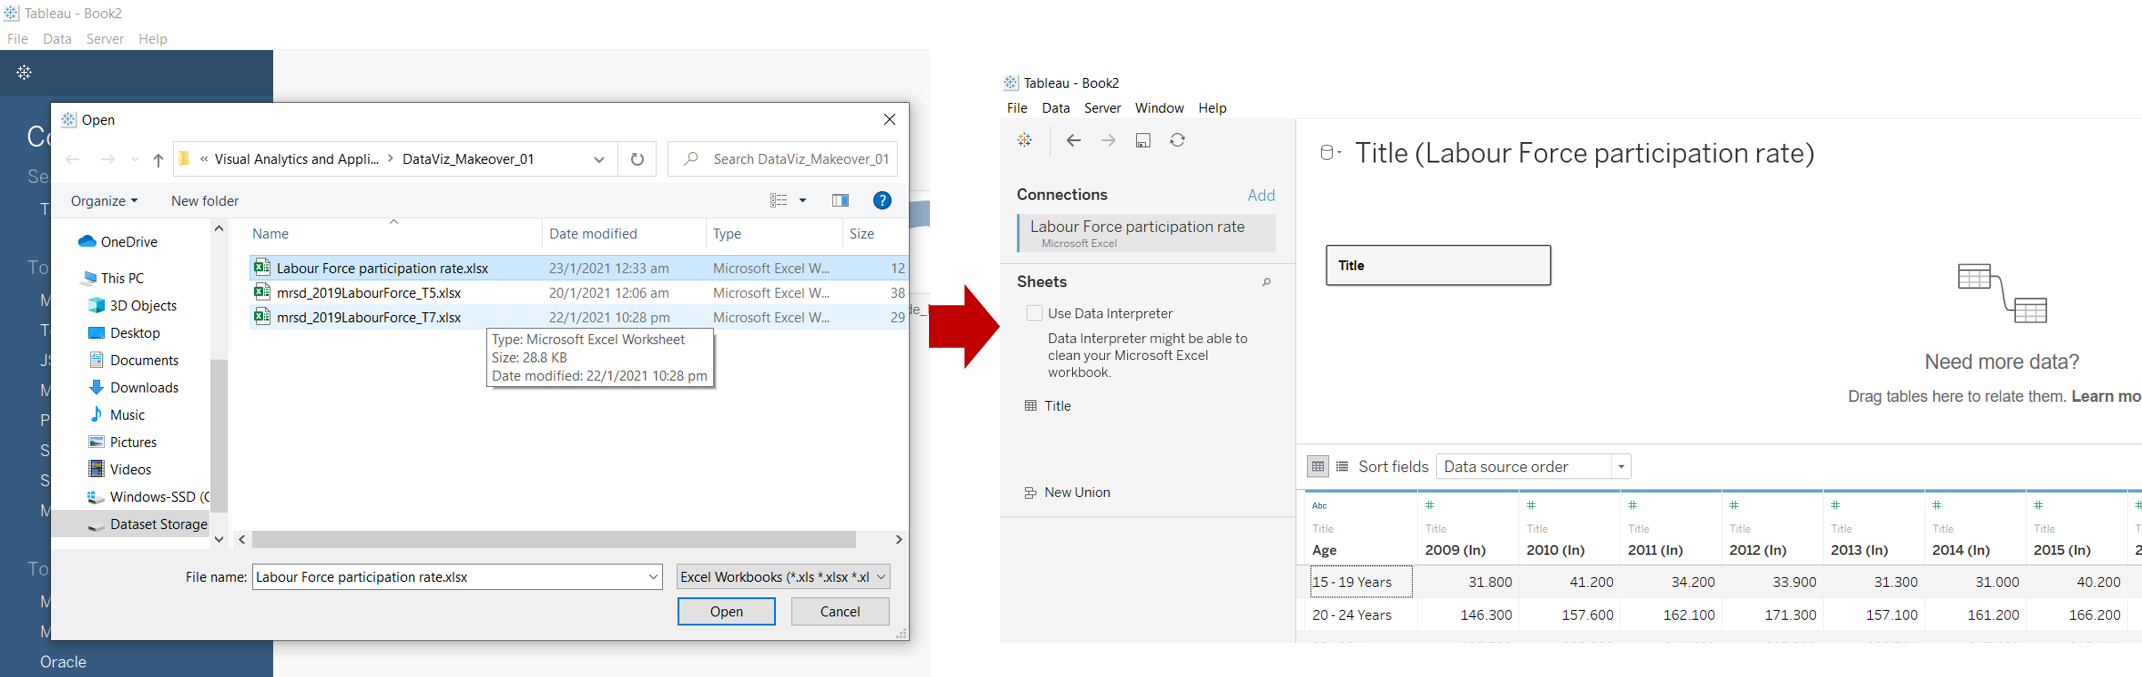 Tableau - Book2
File Data Server Help
Open
« Visual Analytics and Appli... > DataViz_Makeover_01
Search DataViz_Makeover_01
Organize New folder
Name Date modified Type Size
OneDrive
This PC
3D Objects
Desktop
Documents
Downloads
Music
Pictures
Videos
Windows-SSD (C
Dataset Storage
Labour Force participation rate.xlsx 23/1/2021 12:33 am Microsoft Excel W... 12
mrsd_2019LabourForce_T5.xlsx 20/1/2021 12:06 am Microsoft Excel W... 38
mrsd_2019LabourForce_T7.xlsx 22/1/2021 10:28 pm Microsoft Excel W... 29
Type: Microsoft Excel Worksheet
Size: 28.8 KB
Date modified: 22/1/2021 10:28 pm
File name: Labour Force participation rate.xlsx Excel Workbooks (*.xls *.xlsx *.xl
Open Cancel
Oracle
Tableau - Book2
File Data Server Window Help
Connections Add
Labour Force participation rate
Microsoft Excel
Sheets
Use Data Interpreter
Data Interpreter might be able to
clean your Microsoft Excel
workbook.
Title
New Union
Title (Labour Force participation rate)
Title
Need more data?
Drag tables here to relate them. Learn mo
Sort fields Data source order
Abc # # # # # # #
Title Title Title Title Title Title Title Title
Age 2009 (In) 2010 (In) 2011 (In) 2012 (In) 2013 (In) 2014 (In) 2015 (In) 2
15 - 19 Years 31.800 41.200 34.200 33.900 31.300 31.000 40.200
20 - 24 Years 146.300 157.600 162.100 171.300 157.100 161.200 166.200